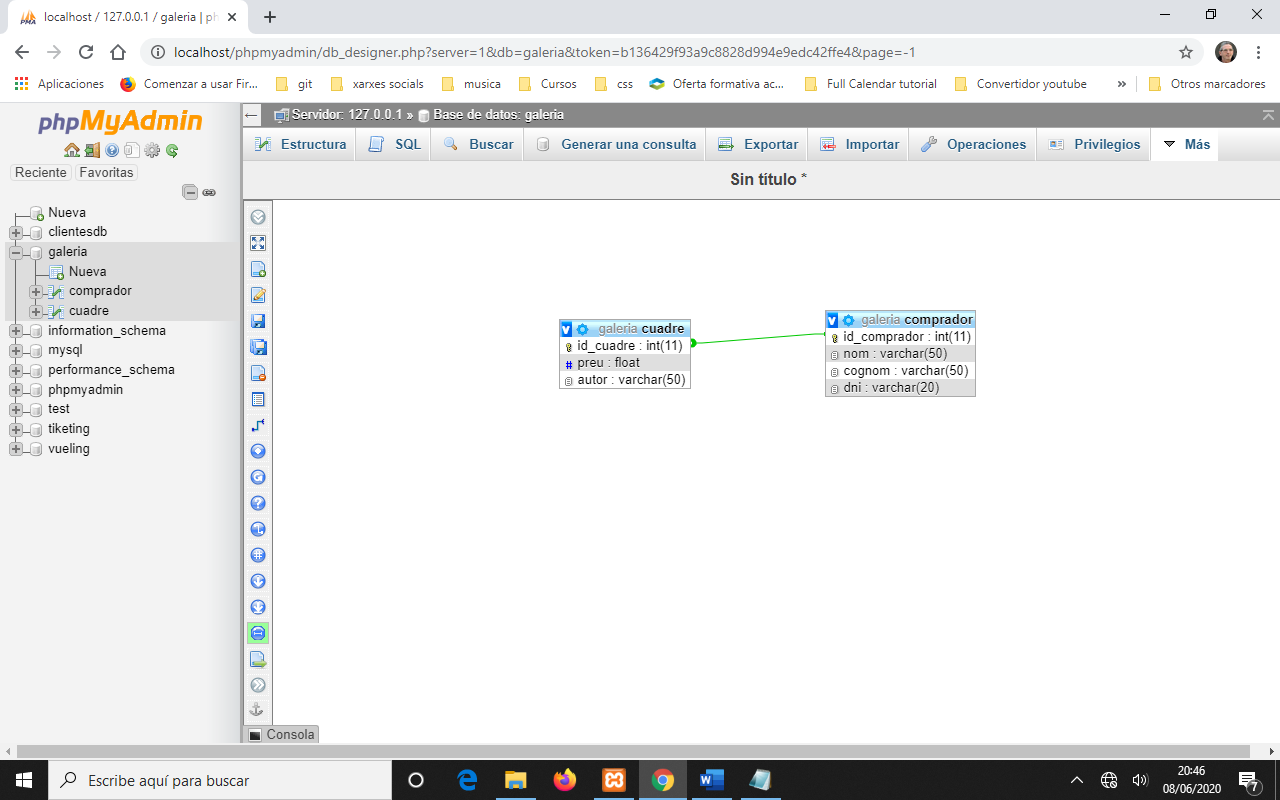 localhost / 127.0.0.1 / galeria | ph
localhost/phpmyadmin/db_designer.php?server=1&db=galeria&token=b136429f93a9c8828d994e9edc42ffe4&page=-1
Aplicaciones
Comenzar a usar Fir...
git
xarxes socials
musica
Cursos
css
Oferta formativa ac...
Full Calendar tutorial
Convertidor youtube
»
Otros marcadores
phpMyAdmin
Reciente
Favoritas
Nueva
clientesdb
galeria
Nueva
comprador
cuadre
information_schema
mysql
performance_schema
phpmyadmin
test
tiketing
vueling
Servidor: 127.0.0.1 » Base de datos: galeria
Estructura
SQL
Buscar
Generar una consulta
Exportar
Importar
Operaciones
Privilegios
Más
Sin título *
galeria cuadre
id_cuadre : int(11)
preu : float
autor : varchar(50)
galeria comprador
id_comprador : int(11)
nom : varchar(50)
cognom : varchar(50)
dni : varchar(20)
Consola
Escribe aquí para buscar
20:46
08/06/2020
7